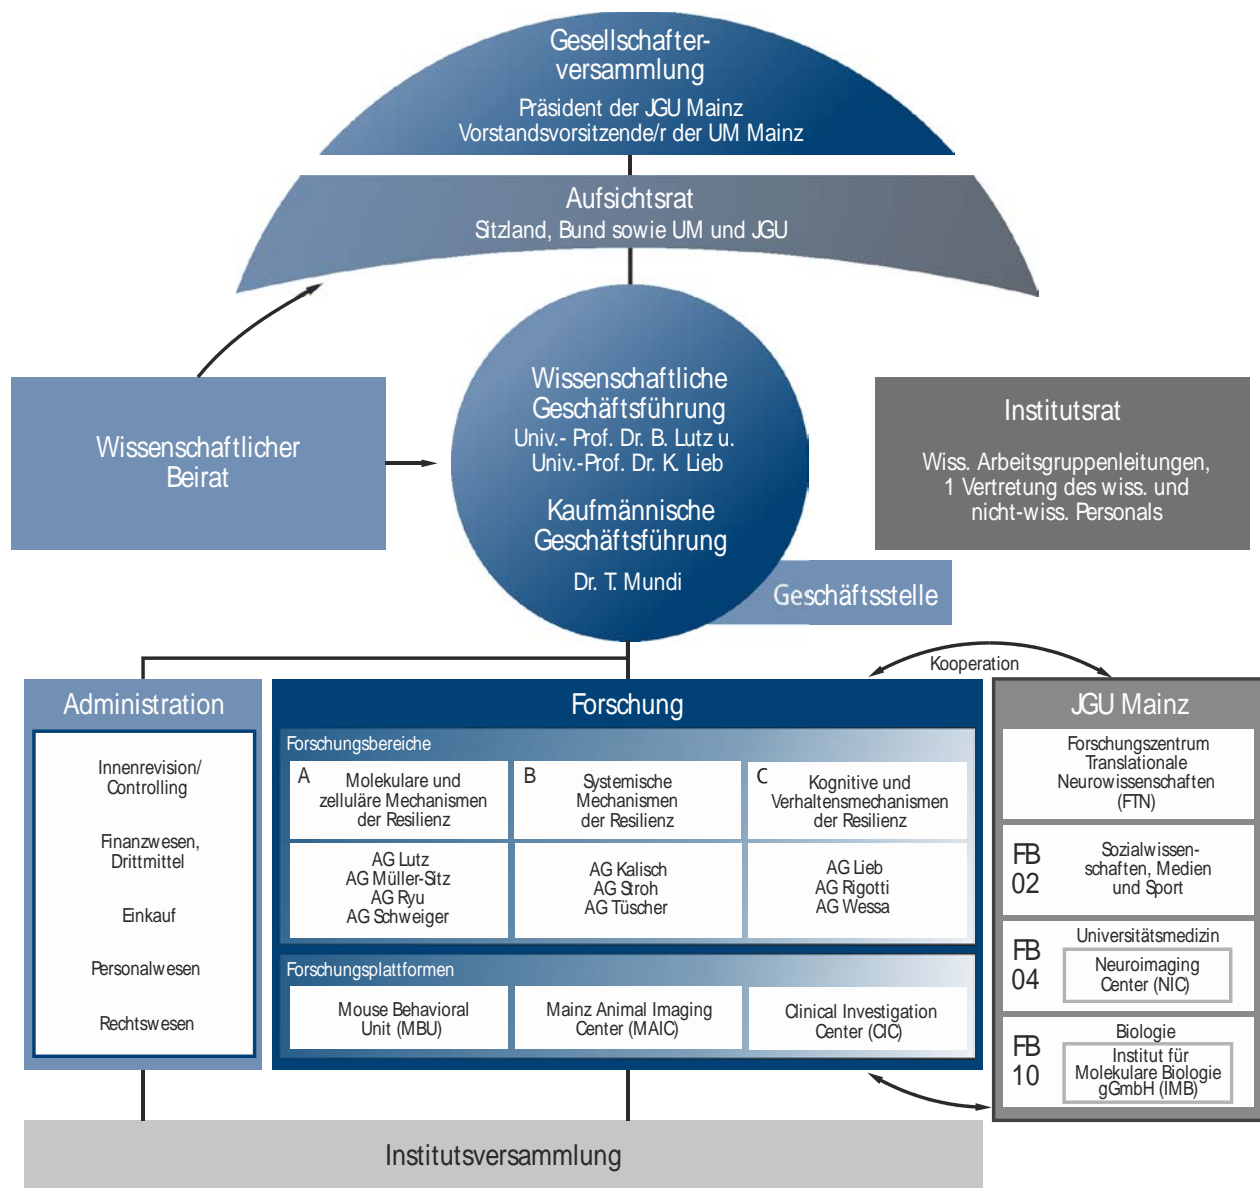 Gesellschafter-
versammlung
Präsident der JGU Mainz
Vorstandsvorsitzende/r der UM Mainz
Aufsichtsrat
Sitzland, Bund sowie UM und JGU
Wissenschaftlicher
Beirat
Wissenschaftliche
Geschäftsführung
Univ.- Prof. Dr. B. Lutz u.
Univ.-Prof. Dr. K. Lieb
Kaufmännische
Geschäftsführung
Dr. T. Mundi
Institutsrat
Wiss. Arbeitsgruppenleitungen,
1 Vertretung des wiss. und
nicht-wiss. Personals
Geschäftsstelle
Kooperation
Administration
Innenrevision/
Controlling
Finanzwesen,
Drittmittel
Einkauf
Personalwesen
Rechtswesen
Forschung
Forschungsbereiche
A
Molekulare und
zelluläre Mechanismen
der Resilienz
AG Lutz
AG Müller-Sitz
AG Ryu
AG Schweiger
B
Systemische
Mechanismen
der Resilienz
AG Kalisch
AG Stroh
AG Tüscher
C
Kognitive und
Verhaltensmechanismen
der Resilienz
AG Lieb
AG Rigotti
AG Wessa
Forschungsplattformen
Mouse Behavioral
Unit (MBU)
Mainz Animal Imaging
Center (MAIC)
Clinical Investigation
Center (CIC)
JGU Mainz
Forschungszentrum
Translationale
Neurowissenschaften
(FTN)
FB
02
Sozialwissen-
schaften, Medien
und Sport
FB
04
Universitätsmedizin
Neuroimaging
Center (NIC)
FB
10
Biologie
Institut für
Molekulare Biologie
gGmbH (IMB)
Institutsversammlung